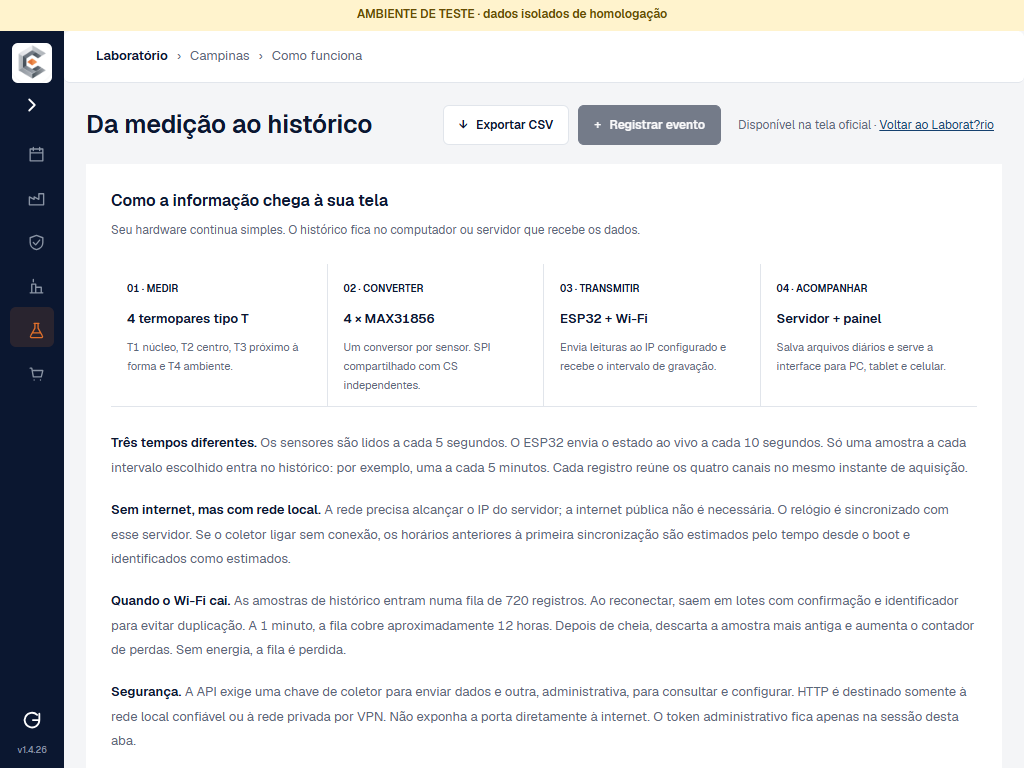 AMBIENTE DE TESTE · dados isolados de homologação
Laboratório › Campinas › Como funciona
Da medição ao histórico
↓ Exportar CSV
+ Registrar evento
Disponível na tela oficial · Voltar ao Laborat?rio
Como a informação chega à sua tela
Seu hardware continua simples. O histórico fica no computador ou servidor que recebe os dados.
01 · MEDIR
4 termopares tipo T
T1 núcleo, T2 centro, T3 próximo à
forma e T4 ambiente.
02 · CONVERTER
4 × MAX31856
Um conversor por sensor. SPI
compartilhado com CS
independentes.
03 · TRANSMITIR
ESP32 + Wi-Fi
Envia leituras ao IP configurado e
recebe o intervalo de gravação.
04 · ACOMPANHAR
Servidor + painel
Salva arquivos diários e serve a
interface para PC, tablet e celular.
Três tempos diferentes. Os sensores são lidos a cada 5 segundos. O ESP32 envia o estado ao vivo a cada 10 segundos. Só uma amostra a cada
intervalo escolhido entra no histórico: por exemplo, uma a cada 5 minutos. Cada registro reúne os quatro canais no mesmo instante de aquisição.
Sem internet, mas com rede local. A rede precisa alcançar o IP do servidor; a internet pública não é necessária. O relógio é sincronizado com
esse servidor. Se o coletor ligar sem conexão, os horários anteriores à primeira sincronização são estimados pelo tempo desde o boot e
identificados como estimados.
Quando o Wi-Fi cai. As amostras de histórico entram numa fila de 720 registros. Ao reconectar, saem em lotes com confirmação e identificador
para evitar duplicação. A 1 minuto, a fila cobre aproximadamente 12 horas. Depois de cheia, descarta a amostra mais antiga e aumenta o contador
de perdas. Sem energia, a fila é perdida.
Segurança. A API exige uma chave de coletor para enviar dados e outra, administrativa, para consultar e configurar. HTTP é destinado somente à
rede local confiável ou à rede privada por VPN. Não exponha a porta diretamente à internet. O token administrativo fica apenas na sessão desta
aba.
v1.4.26